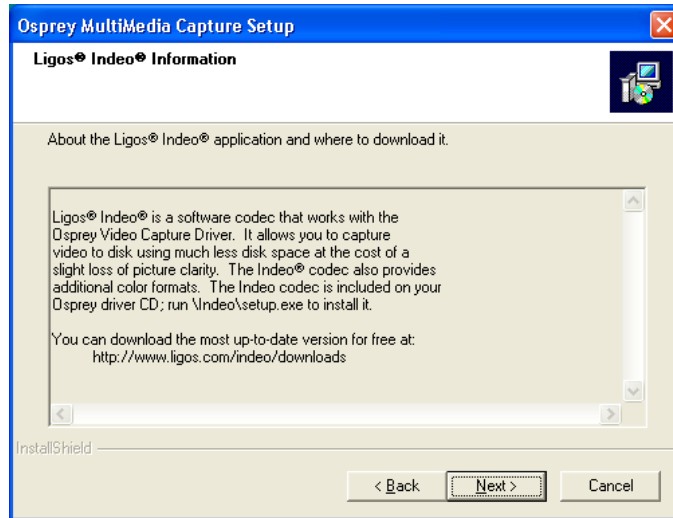 Osprey MultiMedia Capture Setup
Ligos® Indeo® Information
About the Ligos® Indeo® application and where to download it.
Ligos® Indeo® is a software codec that works with the
Osprey Video Capture Driver.  It allows you to capture
video to disk using much less disk space at the cost of a
slight loss of picture clarity.  The Indeo® codec also provides
additional color formats.  The Indeo codec is included on your
Osprey driver CD; run \Indeo\setup.exe to install it.
You can download the most up-to-date version for free at:
http://www.ligos.com/indeo/downloads
InstallShield
< Back
Next >
Cancel